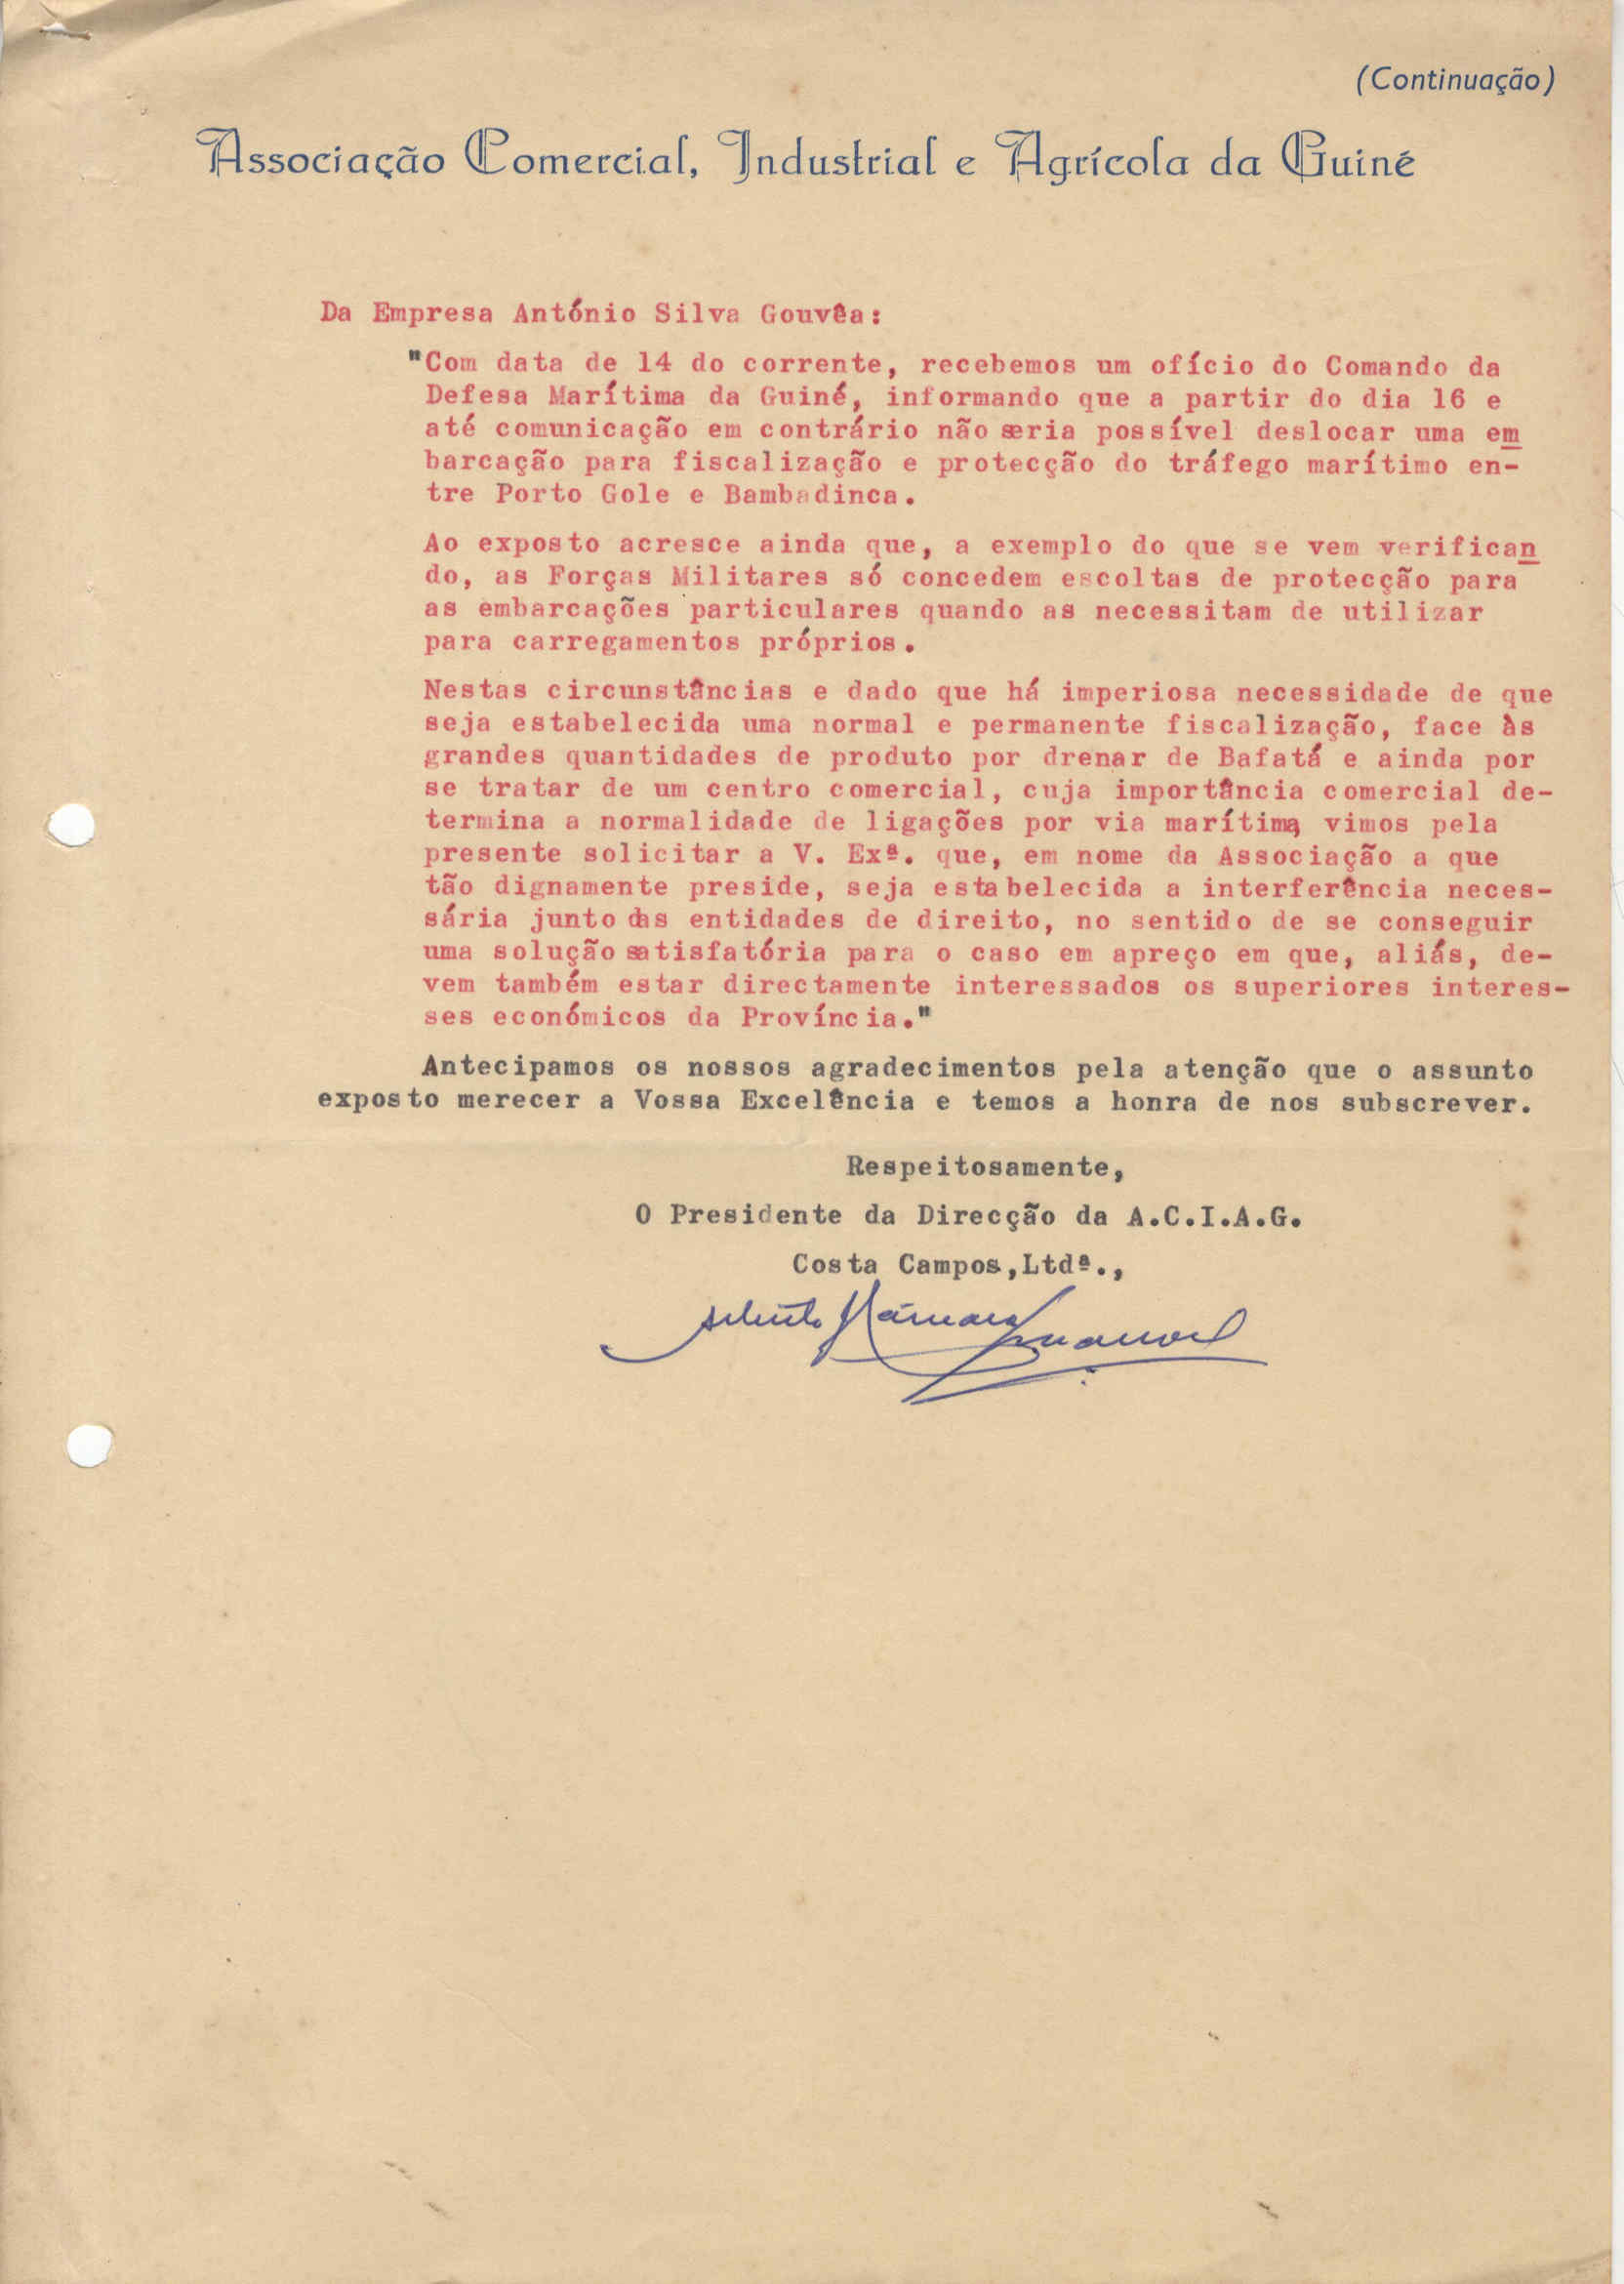 (Continuação)
Associação Comercial, Industrial e Agrícola da Guiné
Da Empresa António Silva Gouvêa:
"Com data de 14 do corrente, recebemos um ofício do Comando da
Defesa Marítima da Guiné, informando que a partir do dia 16 e
até comunicação em contrário não seria possível deslocar uma em
barcação para fiscalização e protecção do tráfego marítimo en-
tre Porto Gole e Bambadinca.
Ao exposto acresce ainda que, a exemplo do que se vem verifican
do, as Forças Militares só concedem escoltas de protecção para
as embarcações particulares quando as necessitam de utilizar
para carregamentos próprios.
Nestas circunstâncias e dado que há imperiosa necessidade de que
seja estabelecida uma normal e permanente fiscalização, face às
grandes quantidades de produto por drenar de Bafatá e ainda por
se tratar de um centro comercial, cuja importância comercial de-
termina a normalidade de ligações por via marítima, vimos pela
presente solicitar a V. Exª. que, em nome da Associação a que
tão dignamente preside, seja estabelecida a interferência neces-
sária junto das entidades de direito, no sentido de se conseguir
uma solução satisfatória para o caso em apreço em que, aliás, de-
vem também estar directamente interessados os superiores interes-
ses económicos da Província."
Antecipamos os nossos agradecimentos pela atenção que o assunto
exposto merecer a Vossa Excelência e temos a honra de nos subscrever.
Respeitosamente,
O Presidente da Direcção da A.C.I.A.G.
Costa Campos,Ltdª.,